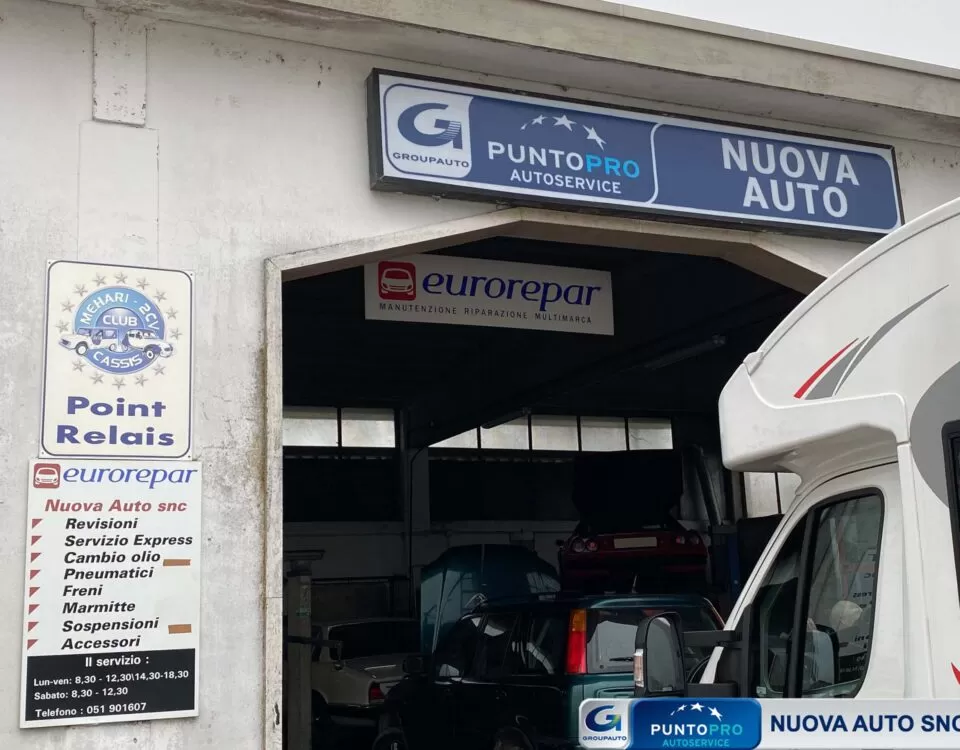 G
GROUPAUTO
PUNTOPRO
AUTOSERVICE
NUOVA
AUTO
eurorepar
MANUTENZIONE RIPARAZIONE MULTIMARCA
MEHARI - 2CV
CLUB
CASSIS
Point
Relais
eurorepar
Nuova Auto snc
Revisioni
Servizio Express
Cambio olio
Pneumatici
Freni
Marmitte
Sospensioni
Accessori
Il servizio :
Lun-ven: 8,30 - 12,30\14,30-18,30
Sabato: 8,30 - 12,30
Telefono : 051 901607
G
GROUPAUTO
PUNTOPRO
AUTOSERVICE
NUOVA AUTO SNC